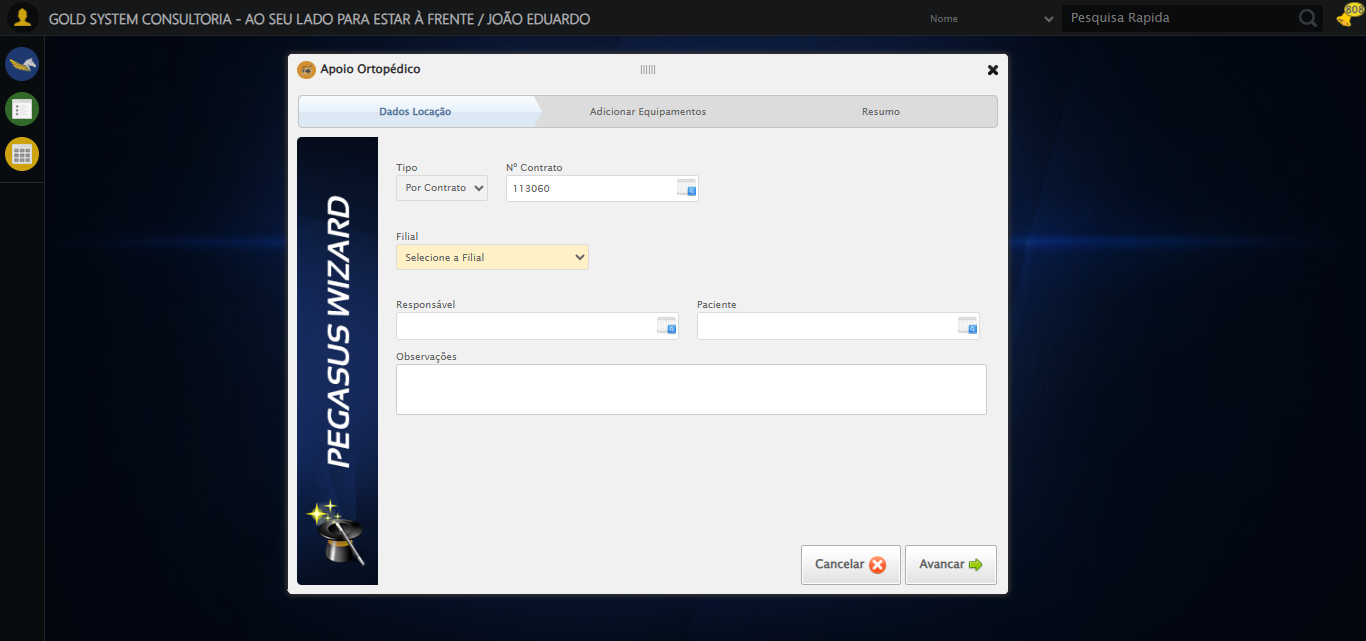 GOLD SYSTEM CONSULTORIA - AO SEU LADO PARA ESTAR À FRENTE / JOÃO EDUARDO
Nome
Pesquisa Rapida
808
Apoio Ortopédico
Dados Locação
Adicionar Equipamentos
Resumo
PEGASUS WIZARD
Tipo
Nº Contrato
Por Contrato
113060
Filial
Selecione a Filial
Responsável
Paciente
Observações
Cancelar
Avancar